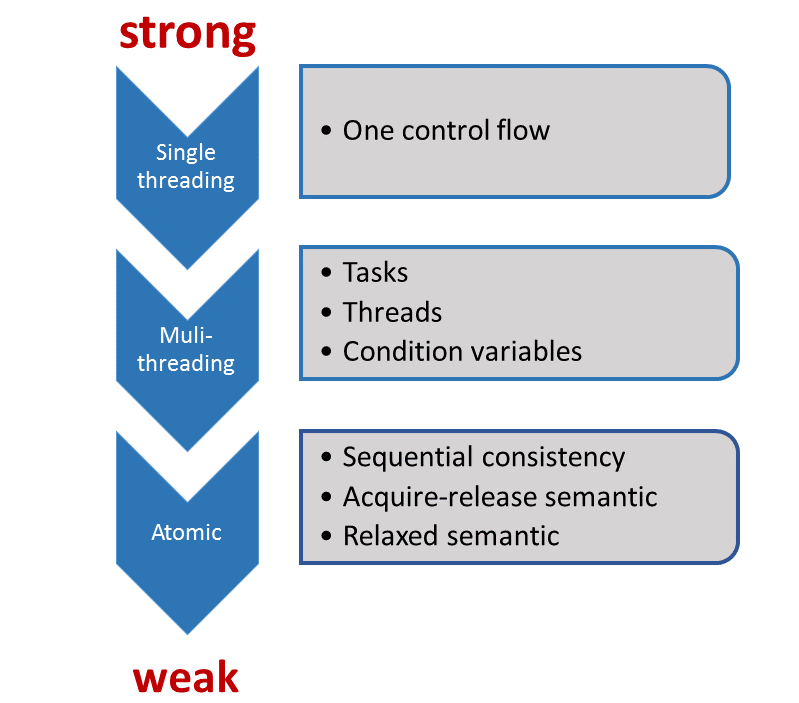 strong
Single
threading
• One control flow
Muli-
threading
• Tasks
• Threads
• Condition variables
Atomic
• Sequential consistency
• Acquire-release semantic
• Relaxed semantic
weak